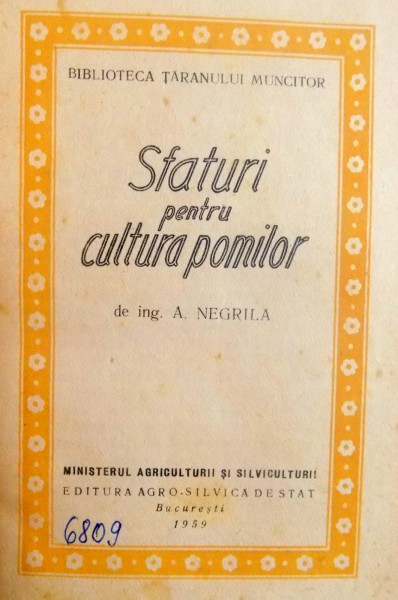 BIBLIOTECA ȚARANULUI MUNCITOR
Sfaturi
pentru
cultura pomilor
de ing. A. NEGRILA
MINISTERUL AGRICULTURII ȘI SILVICULTURII
EDITURA AGRO-SILVICA DE STAT
București
1959
6809